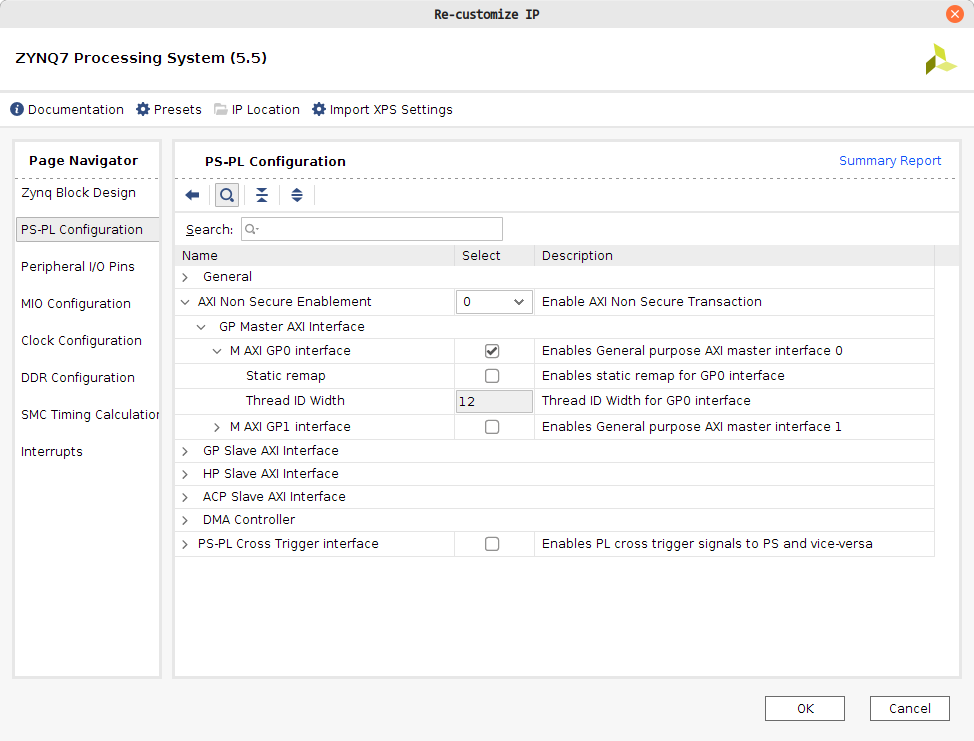 Re-customize IP
ZYNQ7 Processing System (5.5)
Documentation Presets IP Location Import XPS Settings
Page Navigator
Zynq Block Design
PS-PL Configuration
Peripheral I/O Pins
MIO Configuration
Clock Configuration
DDR Configuration
SMC Timing Calculation
Interrupts
PS-PL Configuration Summary Report
Search:
Name Select Description
General
AXI Non Secure Enablement 0 Enable AXI Non Secure Transaction
GP Master AXI Interface
M AXI GP0 interface Enables General purpose AXI master interface 0
Static remap Enables static remap for GP0 interface
Thread ID Width 12 Thread ID Width for GP0 interface
M AXI GP1 interface Enables General purpose AXI master interface 1
GP Slave AXI Interface
HP Slave AXI Interface
ACP Slave AXI Interface
DMA Controller
PS-PL Cross Trigger interface Enables PL cross trigger signals to PS and vice-versa
OK Cancel